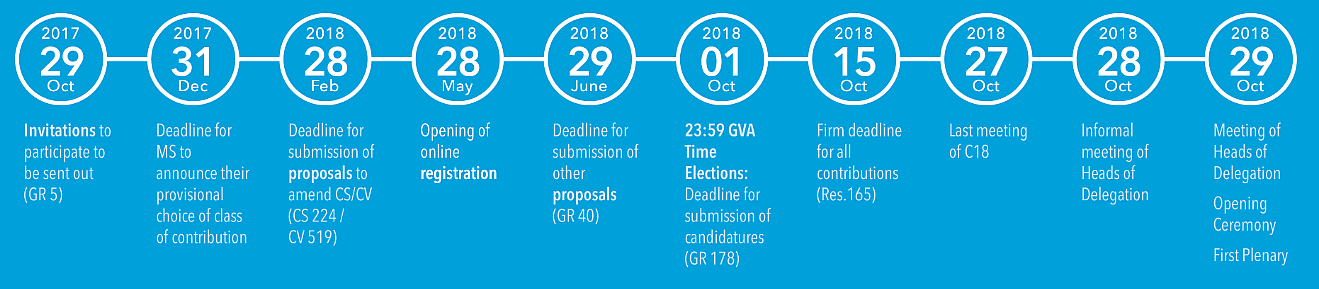 2017
29
Oct
Invitations to
participate to
be sent out
(GR 5)
2017
31
Dec
Deadline for
MS to
announce their
provisional
choice of class
of contribution
2018
28
Feb
Deadline for
submission of
proposals to
amend CS/CV
(CS 224 /
CV 519)
2018
28
May
Opening of
online
registration
2018
29
June
Deadline for
submission of
other
proposals
(GR 40)
2018
01
Oct
23:59 GVA
Time
Elections:
Deadline for
submission of
candidatures
(GR 178)
2018
15
Oct
Firm deadline
for all
contributions
(Res.165)
2018
27
Oct
Last meeting
of C18
2018
28
Oct
Informal
meeting of
Heads of
Delegation
2018
29
Oct
Meeting of
Heads of
Delegation
Opening
Ceremony
First Plenary